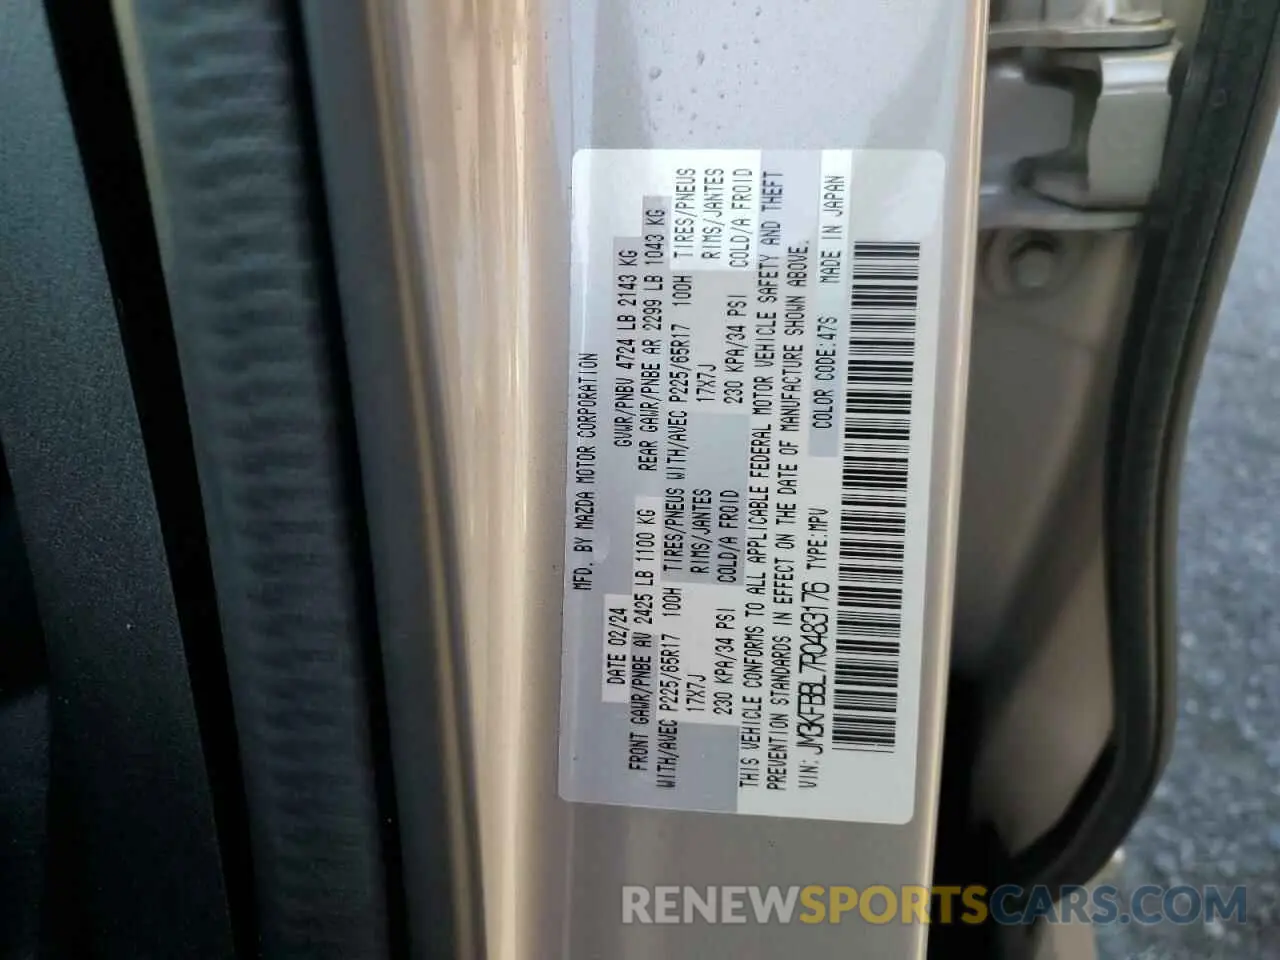 MFD. BY MAZDA MOTOR CORPORATION
DATE 02/24 GVWR/PNBV 4724 LB 2143 KG
FRONT GAWR/PNBE AV 2425 LB 1100 KG REAR GAWR/PNBE AR 2299 LB 1043 KG
WITH/AVEC P225/65R17 100H TIRES/PNEUS WITH/AVEC P225/65R17 100H TIRES/PNEUS
17X7J RIMS/JANTES 17X7J RIMS/JANTES
230 KPA/34 PSI COLD/A FROID 230 KPA/34 PSI COLD/A FROID
THIS VEHICLE CONFORMS TO ALL APPLICABLE FEDERAL MOTOR VEHICLE SAFETY AND THEFT
PREVENTION STANDARDS IN EFFECT ON THE DATE OF MANUFACTURE SHOWN ABOVE.
VIN: JM3KFBBL7R0483176 TYPE:MPV COLOR CODE:47S MADE IN JAPAN
RENEWSPORTSCARS.COM